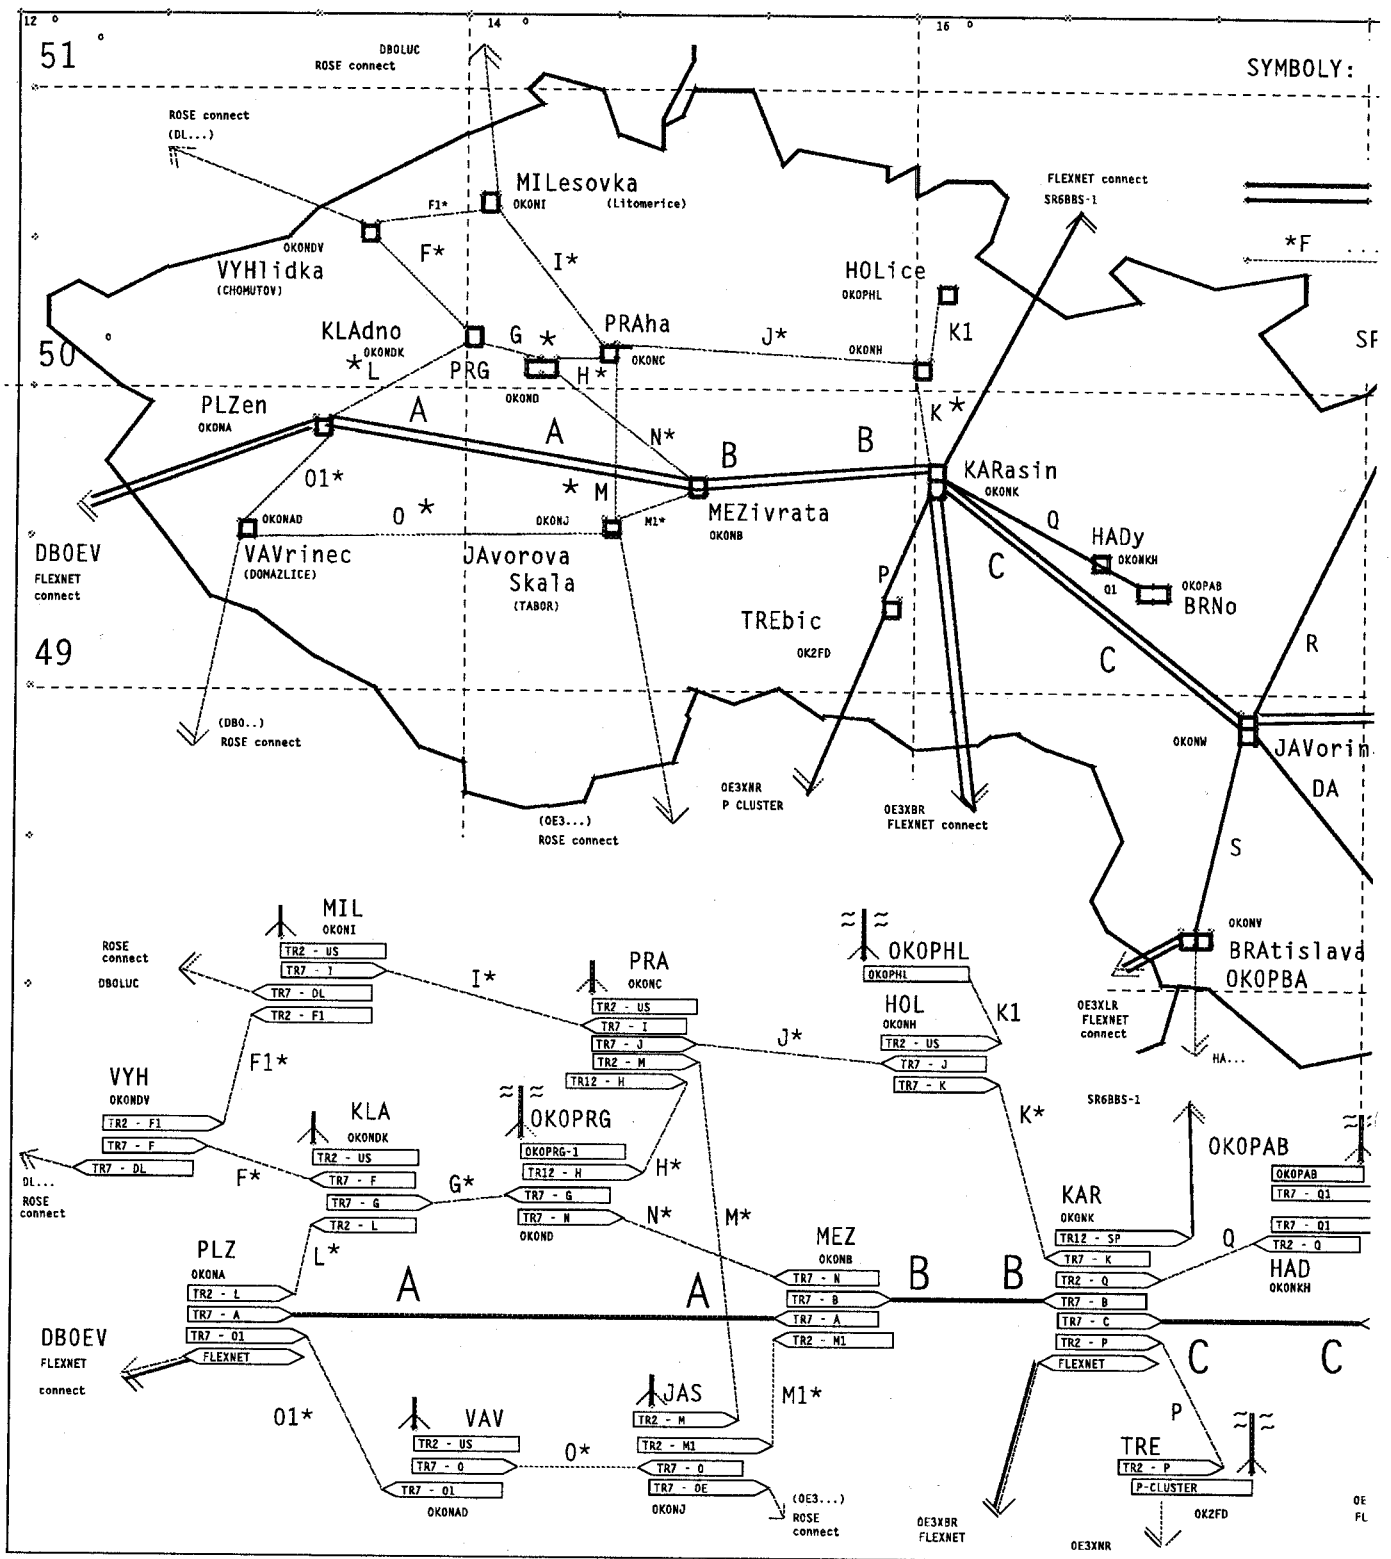 12 °
14 °
16 °
51 °
DBOLUC
ROSE connect
SYMBOLY:
ROSE connect
(DL...)
FLEXNET connect
SR6BBS-1
MILesovka
OKONI
(Litomerice)
F1*
OKONDV
VYHlidka
(CHOMUTOV)
F*
I*
*F ...
HOLice
OKOPHL
K1
KLAdno
OKONDK
G
*
PRAha
OKONC
J*
OKONH
50 °
*L
PRG
OKOND
H*
SP
PLZen
OKONA
A
A
N*
B
B
K*
O1*
* M
KARasin
OKONK
OKONAD
O *
OKONJ
M1*
MEZivrata
OKONB
Q
HADy
OKONKH
DBOEV
FLEXNET
connect
VAVrinec
(DOMAZLICE)
JAvorova
Skala
(TABOR)
P
C
Q1
OKOPAB
BRNo
TREbic
OK2FD
49
C
R
(DBO..)
ROSE connect
OKONW
JAVorin
OE3XNR
P CLUSTER
DA
(OE3...)
ROSE connect
OE3XBR
FLEXNET connect
S
OKONV
BRAtislava
OKOPBA
OE3XLR
FLEXNET
connect
HA...
MIL
OKONI
TR2 - US
TR7 - I
TR7 - DL
TR2 - F1
ROSE
connect
DBOLUC
I*
PRA
OKONC
TR2 - US
TR7 - I
TR7 - J
TR2 - M
TR12 - H
J*
OKOPHL
OKOPHL
K1
HOL
OKONH
TR2 - US
TR7 - J
TR7 - K
F1*
VYH
OKONDV
TR2 - F1
TR7 - F
TR7 - DL
DL...
ROSE
connect
F*
KLA
OKONDK
TR2 - US
TR7 - F
TR7 - G
TR2 - L
G*
OKOPRG
OKOPRG-1
TR12 - H
TR7 - G
TR7 - N
OKOND
H*
N*
M*
K*
SR6BBS-1
OKOPAB
OKOPAB
TR7 - Q1
TR7 - Q1
TR2 - Q
HAD
OKONKH
KAR
OKONK
TR12 - SP
TR7 - K
TR2 - Q
TR7 - B
TR7 - C
TR2 - P
FLEXNET
Q
PLZ
OKONA
TR2 - L
TR7 - A
TR7 - O1
FLEXNET
L*
A
A
MEZ
OKONB
TR7 - N
TR7 - B
TR7 - A
TR2 - M1
B
B
C
C
DBOEV
FLEXNET
connect
O1*
VAV
TR2 - US
TR7 - O
TR7 - O1
OKONAD
O*
JAS
TR2 - M
TR2 - M1
TR7 - O
TR7 - OE
OKONJ
M1*
(OE3...)
ROSE
connect
P
TRE
TR2 - P
P-CLUSTER
OK2FD
OE3XBR
FLEXNET
OE3XNR
OE
FL